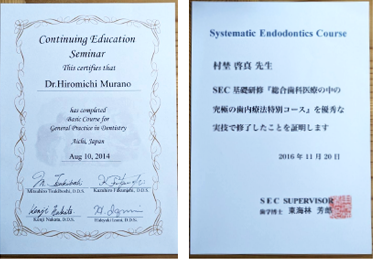 Continuing Education
Seminar
This certifies that
Dr.Hiromichi Murano
has completed
Basic Course for
General Practice in Dentistry
Aichi, Japan
Aug 10, 2014
Mitsuhiro Tsukiboshi, D.D.S.
D.D.S.
Kenji Nakata, D.D.S.
D.D.S.
Systematic Endodontics Course
村埜 啓真 先生
SEC 基礎研修『総合歯科医療の中の
究極の歯内療法特別コース』を優秀な
実技で修了したことを証明します
2016 年 11 月 20 日
SEC SUPERVISOR
歯学博士 東海林 芳郎